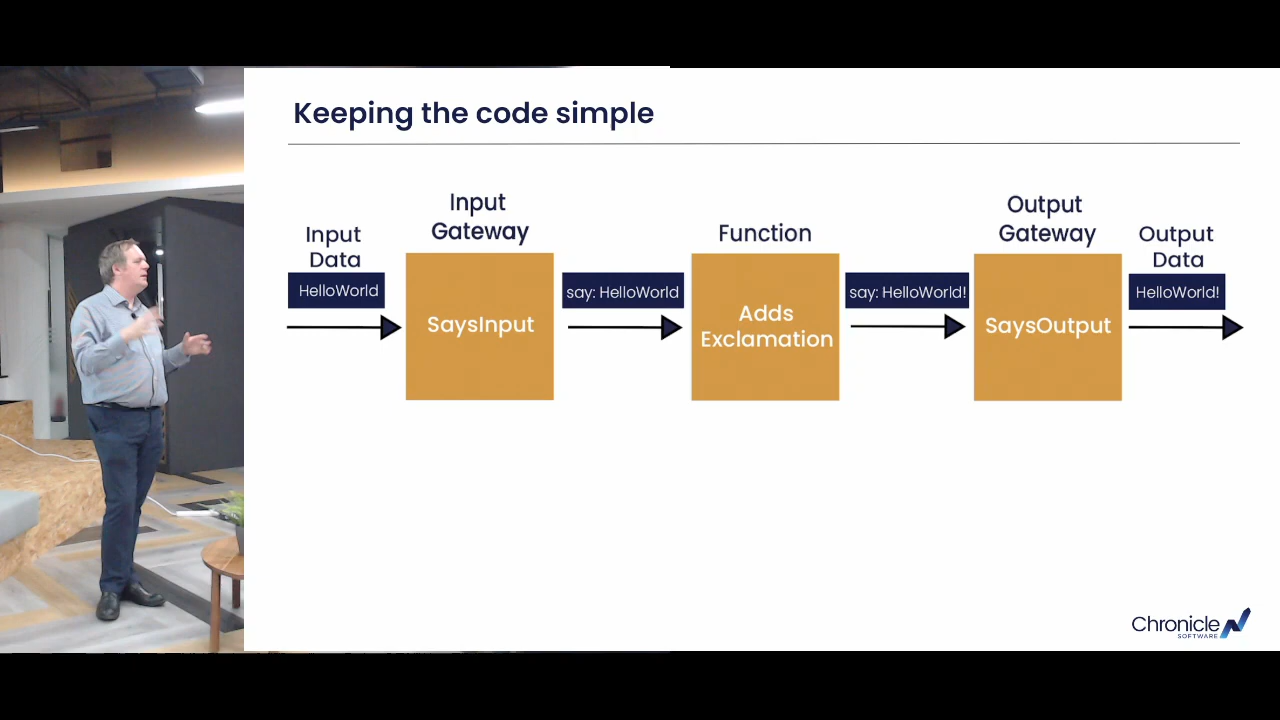 Keeping the code simple
Input
Gateway
Output
Gateway
Input
Data
Function
Output
Data
HelloWorld
say: HelloWorld
say: HelloWorld!
HelloWorld!
SaysInput
Adds
Exclamation
SaysOutput
Chronicle
SOFTWARE